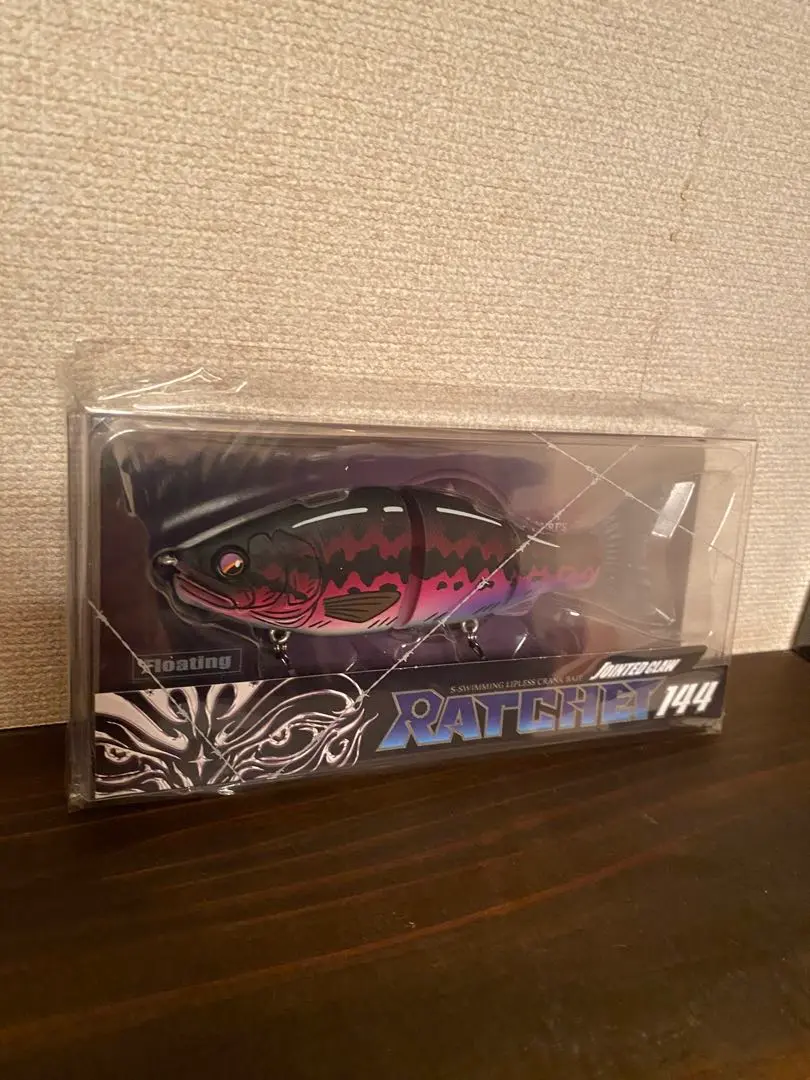 Floating
JOINTED CLAW
S-SWIMMING LIPLESS CRANK BAIT
RATCHET 144